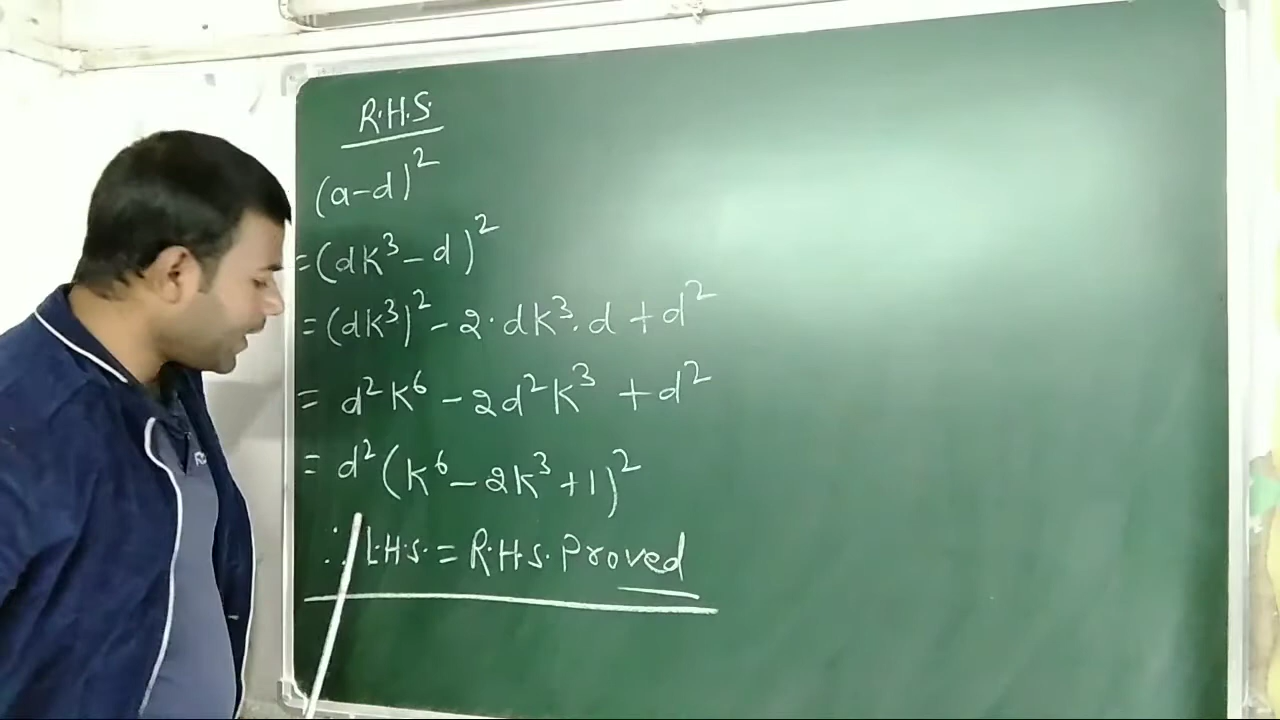 R.H.S.
(a-d)²
=(dk³-d)²
=(dk³)²-2·dk³.d+d²
= d²k⁶-2d²k³+d²
= d²(k⁶-2k³+1)²
∴ L.H.S. = R.H.S. Proved